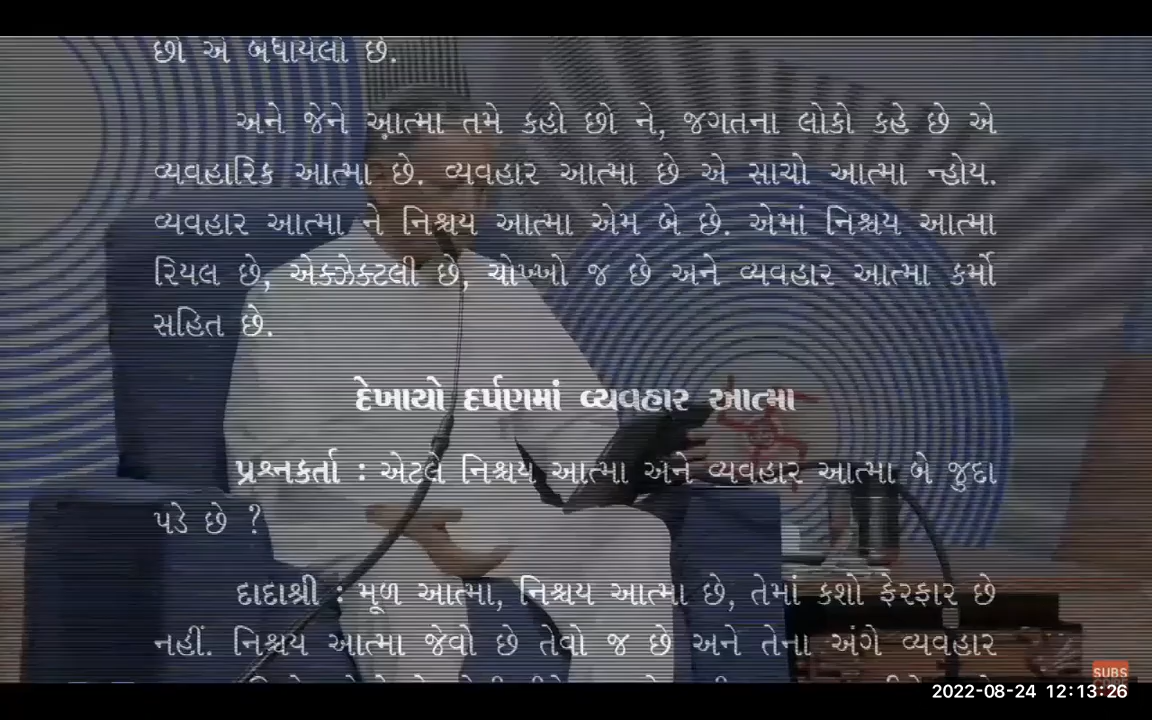 છો એ બંધાયેલો છે.
અને જેને આત્મા તમે કહો છો ને, જગતના લોકો કહે છે એ
વ્યવહારિક આત્મા છે. વ્યવહાર આત્મા છે એ સાચો આત્મા ન્હોય.
વ્યવહાર આત્મા ને નિશ્ચય આત્મા એમ બે છે. એમાં નિશ્ચય આત્મા
રિયલ છે, એક્ઝેક્ટલી છે, ચોખ્ખો જ છે અને વ્યવહાર આત્મા કર્મો
સહિત છે.
દેખાયો દર્પણમાં વ્યવહાર આત્મા
પ્રશ્નકર્તા : એટલે નિશ્ચય આત્મા અને વ્યવહાર આત્મા બે જુદા
પડે છે ?
દાદાશ્રી : મૂળ આત્મા, નિશ્ચય આત્મા છે, તેમાં કશો ફેરફાર છે
નહીં. નિશ્ચય આત્મા જેવો છે તેવો જ છે અને તેના અંગે વ્યવહાર
SUBS
2022-08-24 12:13:26